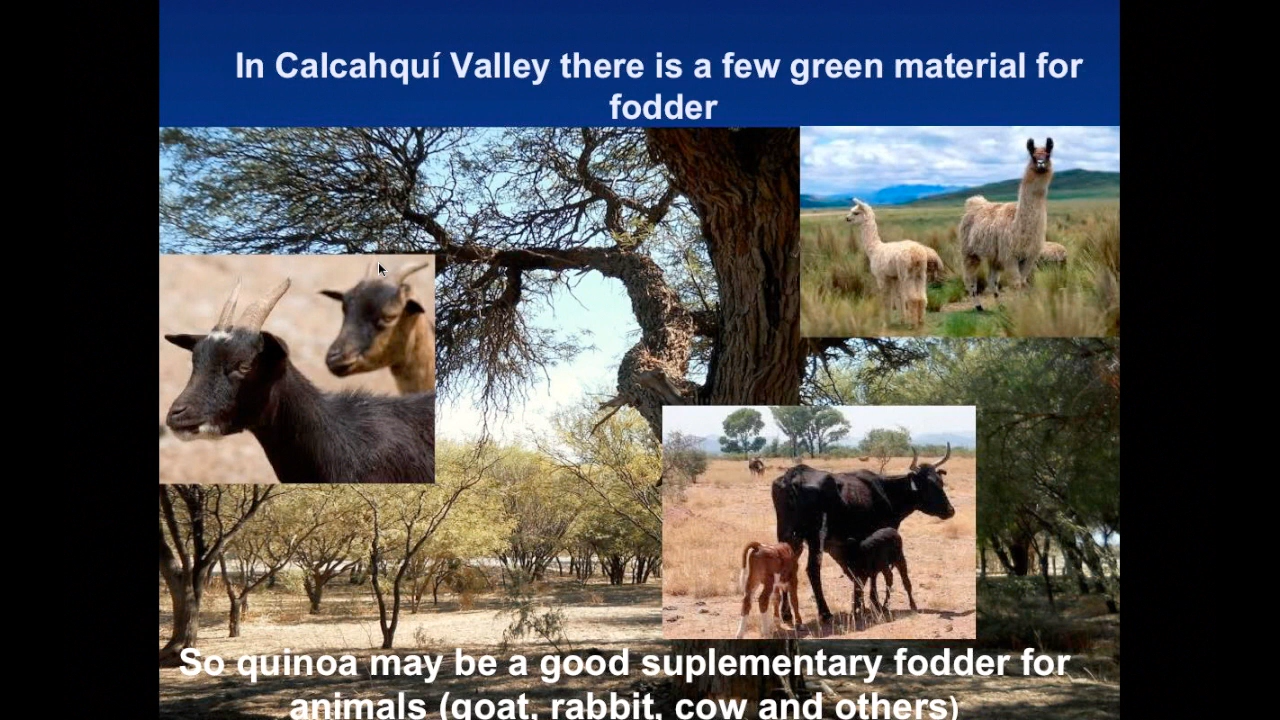 In Calcahquí Valley there is a few green material for
fodder
So quinoa may be a good suplementary fodder for
animals (goat, rabbit, cow and others)